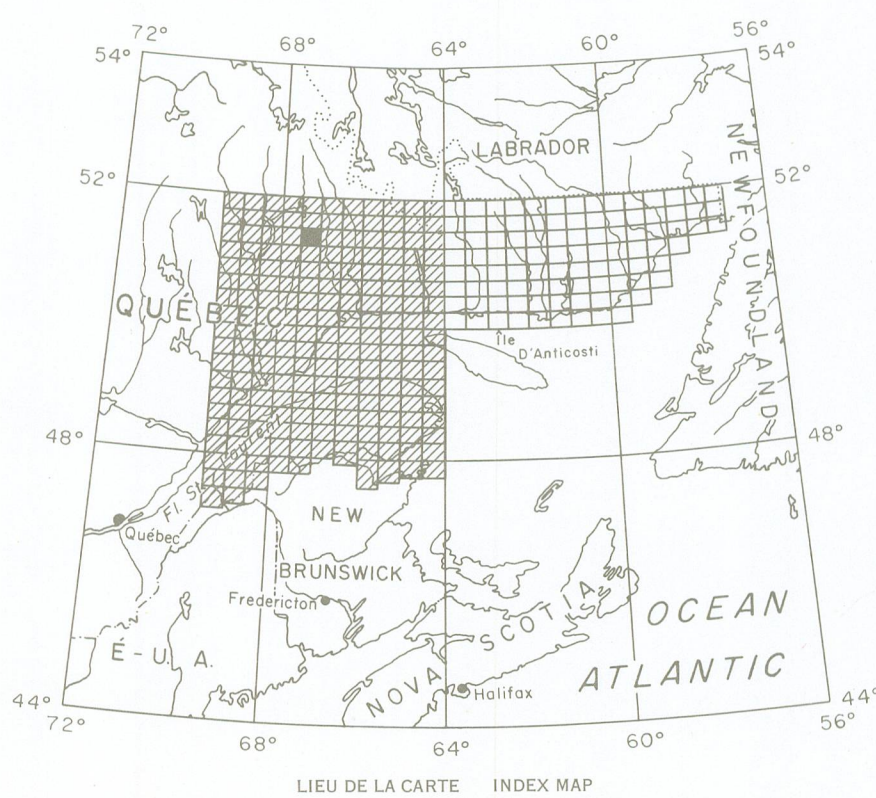 72°
68°
64°
60°
56°
54°
54°
LABRADOR
52°
52°
NEWFOUNDLAND
QUÉBEC
Île
D'Anticosti
48°
48°
Fl. St. Laurent
Québec
NEW
BRUNSWICK
Fredericton
NOVA SCOTIA
OCEAN
ATLANTIC
É-U. A.
Halifax
44°
44°
72°
68°
64°
60°
56°
LIEU DE LA CARTE INDEX MAP